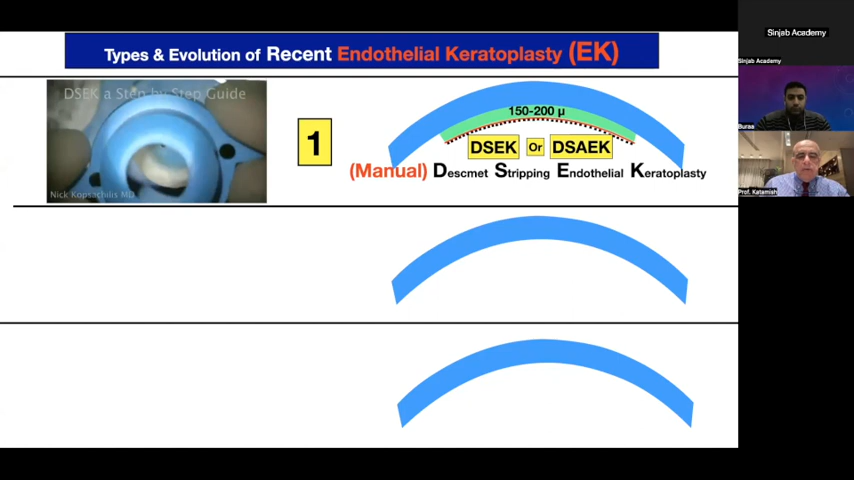 Types & Evolution of Recent Endothelial Keratoplasty (EK)
DSEK a Step by Step Guide
Nick Kopsachilis MD
1
150-200 µ
DSEK Or DSAEK
(Manual) Descmet Stripping Endothelial Keratoplasty
Sinjab Academy
Sinjab Academy
Buraa
Prof. Katamish